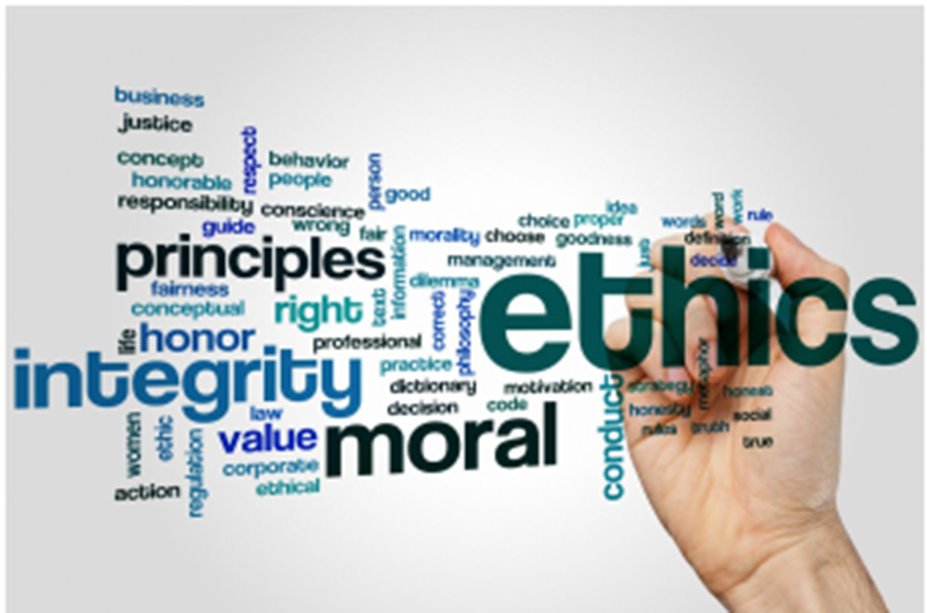 business
justice
concept
respect
behavior
person
honorable
people
good
responsibility
conscience
guide
wrong
fair
information
morality
choose
choice
proper
idea
goodness
words
word
work
rule
definition
decide
just
principles
management
fairness
conceptual
right
text
dilemma
correct
philosophy
ethics
life
honor
professional
integrity
practice
dictionary
motivation
decision
code
conduct
strategy
metaphor
honest
honesty
social
rules
truth
true
law
value
moral
women
ethic
regulation
corporate
ethical
action